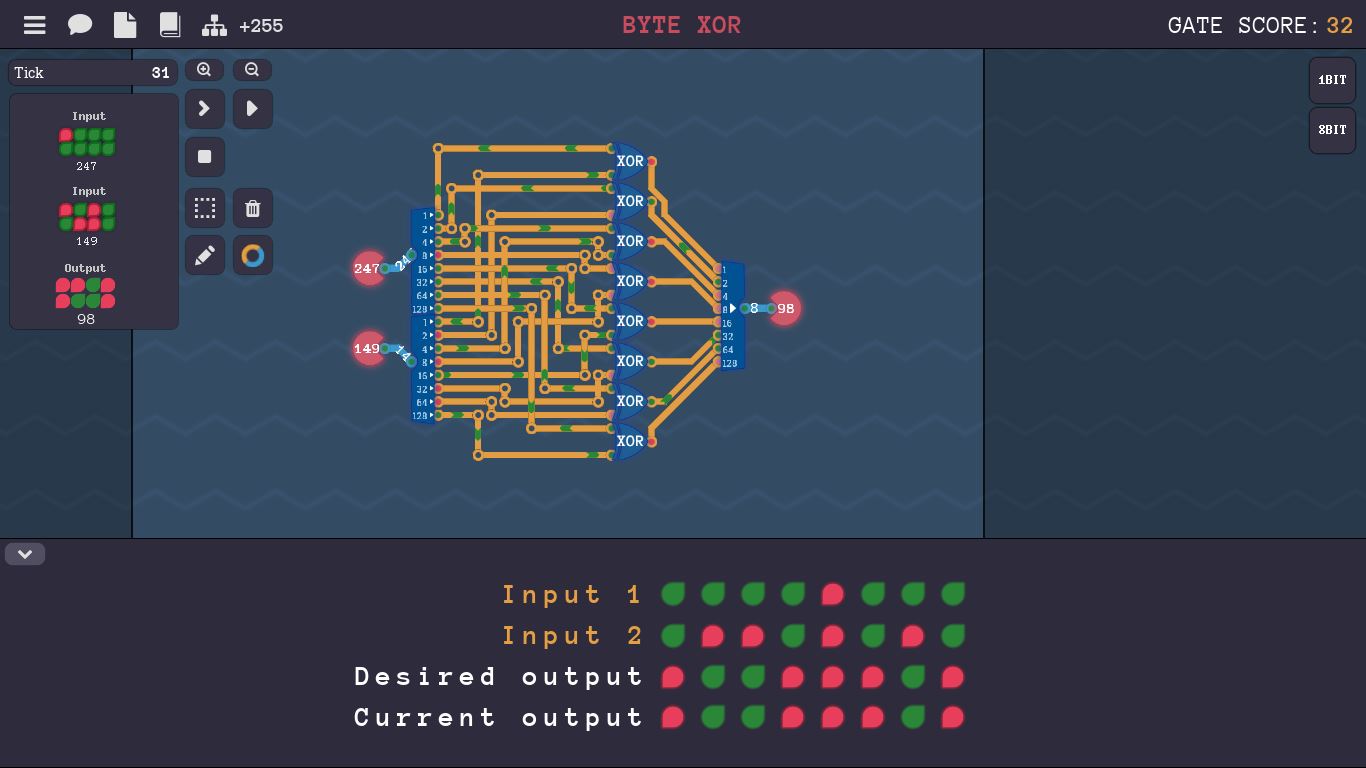 +255
BYTE XOR
GATE SCORE: 32
Tick 31
1BIT
8BIT
Input
247
Input
149
Output
98
XOR
XOR
XOR
XOR
XOR
XOR
XOR
XOR
1
2
4
8
16
32
64
128
1
2
4
8
16
32
64
128
247
149
1
2
4
8
16
32
64
128
8
98
Input 1
Input 2
Desired output
Current output